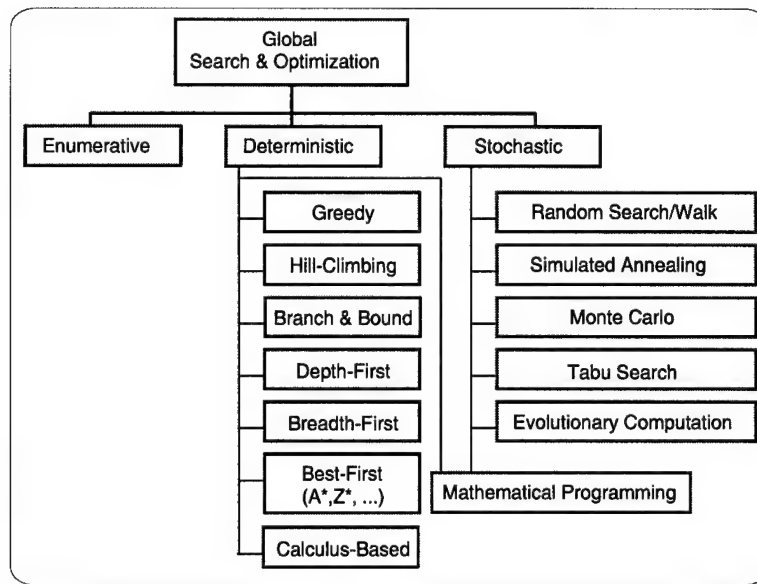 Global
Search & Optimization
Enumerative
Deterministic
Stochastic
Greedy
Hill-Climbing
Branch & Bound
Depth-First
Breadth-First
Best-First
(A*,Z*, ...)
Calculus-Based
Random Search/Walk
Simulated Annealing
Monte Carlo
Tabu Search
Evolutionary Computation
Mathematical Programming